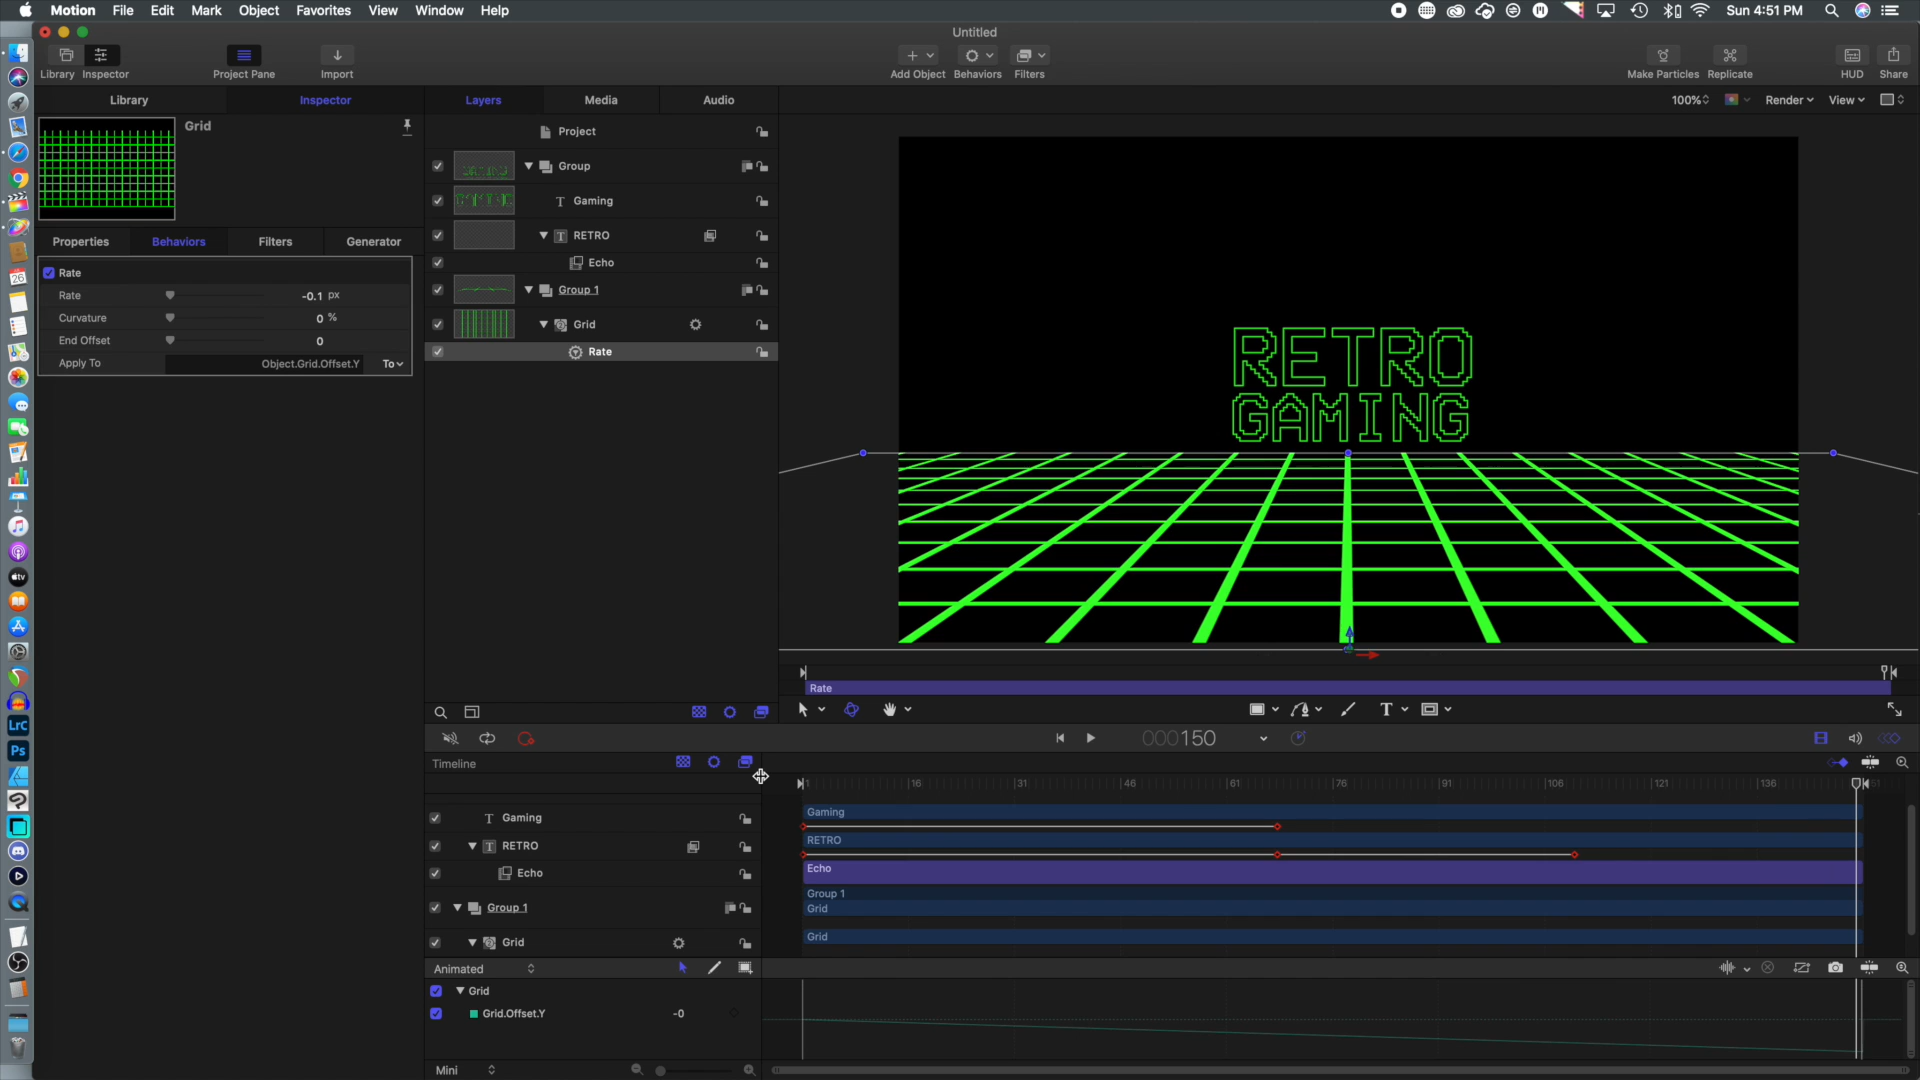 Motion File Edit Mark Object Favorites View Window Help
Sun 4:51 PM
Untitled
Library Inspector Project Pane Import
Add Object Behaviors Filters
Make Particles Replicate HUD Share
Library Inspector
Layers Media Audio
100% Render View
Grid
Properties Behaviors Filters Generator
Rate
Rate -0.1 px
Curvature 0 %
End Offset 0
Apply To Object.Grid.Offset.Y To
Project
Group
Gaming
RETRO
Echo
Group 1
Grid
Rate
RETRO
GAMING
Rate
T
000150
Timeline
1 16 31 46 61 76 91 106 121 136
T Gaming
T RETRO
Echo
Group 1
Grid
Gaming
RETRO
Echo
Group 1
Grid
Grid
Animated
Grid
Grid.Offset.Y -0
Mini
26
tv
LrC
Ps